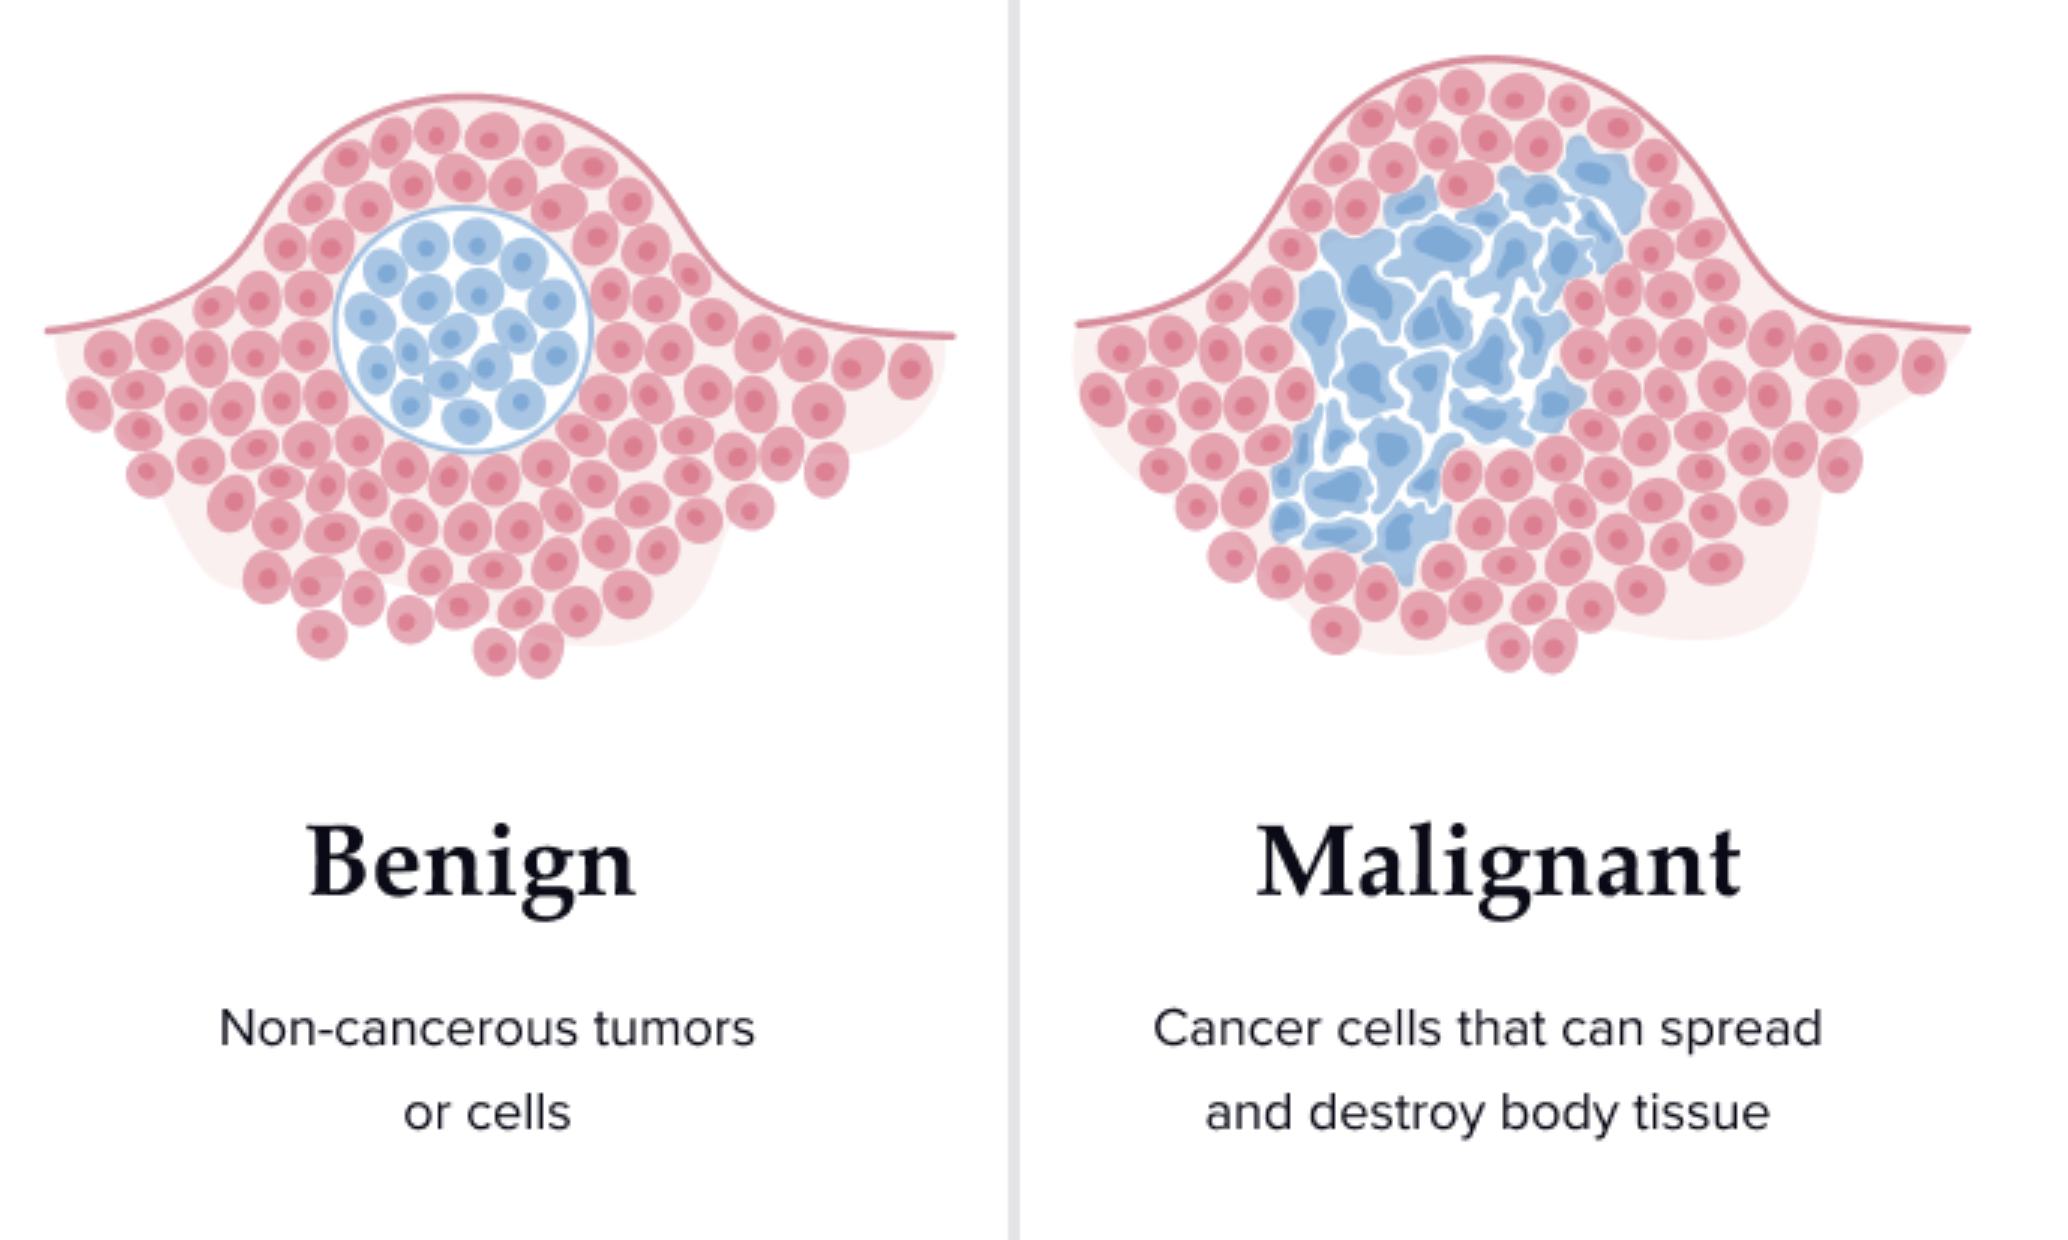 Benign
Non-cancerous tumors
or cells
Malignant
Cancer cells that can spread
and destroy body tissue